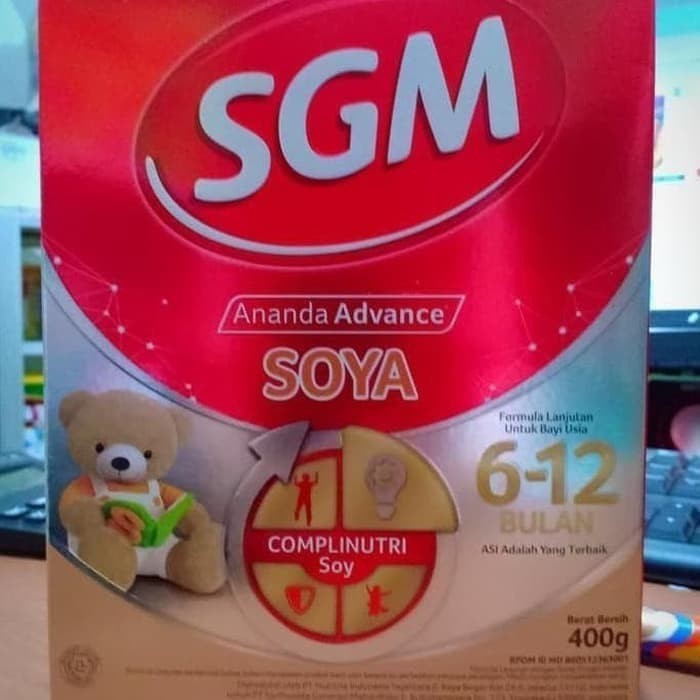 SGM
Ananda Advance
SOYA
Formula Lanjutan
Untuk Bayi Usia
6-12
BULAN
ASI Adalah Yang Terbaik
COMPLINUTRI
Soy
Berat Bersih
400g